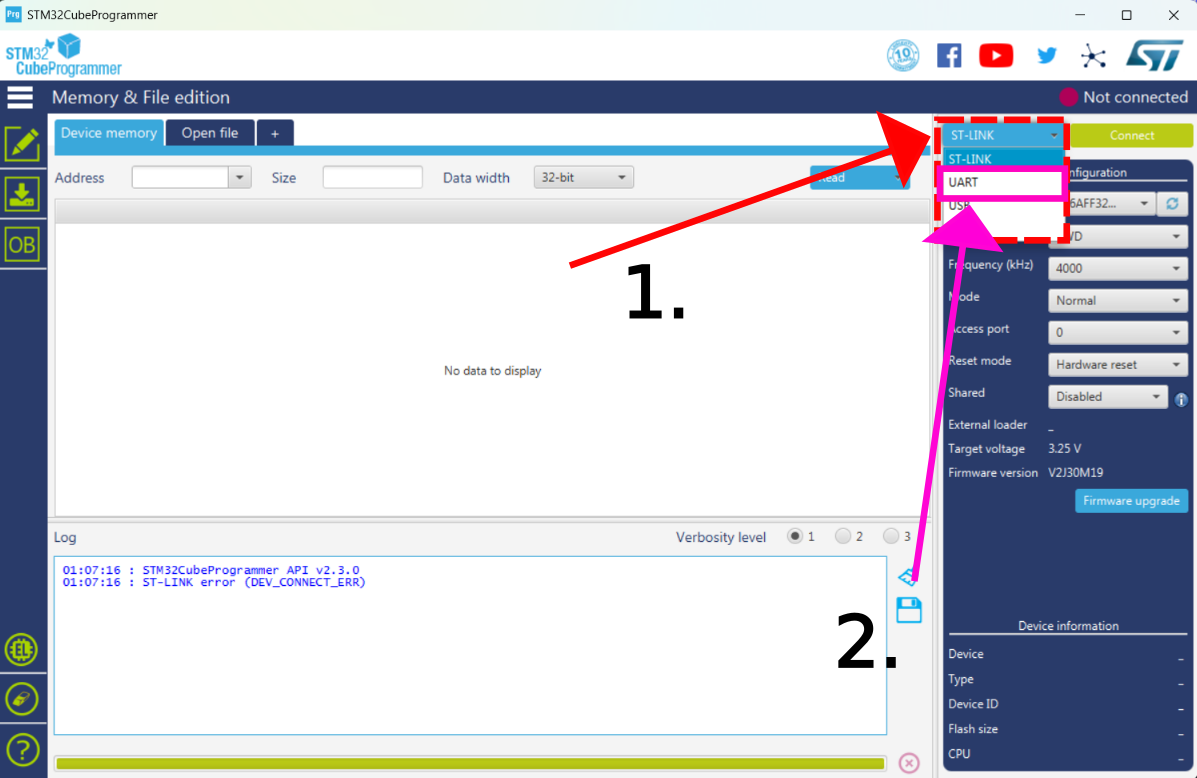 Prg STM32CubeProgrammer
STM32
CubeProgrammer
10
Memory & File edition
Not connected
Device memory
Open file
+
ST-LINK
Connect
ST-LINK
UART
USB
nfiguration
Address
Size
Data width
32-bit
Read
6AFF32...
OB
Frequency (kHz)
4000
Mode
Normal
Access port
0
Reset mode
Hardware reset
Shared
Disabled
External loader
_
Target voltage
3.25 V
Firmware version
V2J30M19
Firmware upgrade
1.
No data to display
Log
Verbosity level
1
2
3
01:07:16 : STM32CubeProgrammer API v2.3.0
01:07:16 : ST-LINK error (DEV_CONNECT_ERR)
2.
Device information
Device
_
Type
_
Device ID
_
Flash size
_
CPU
_
EL
?